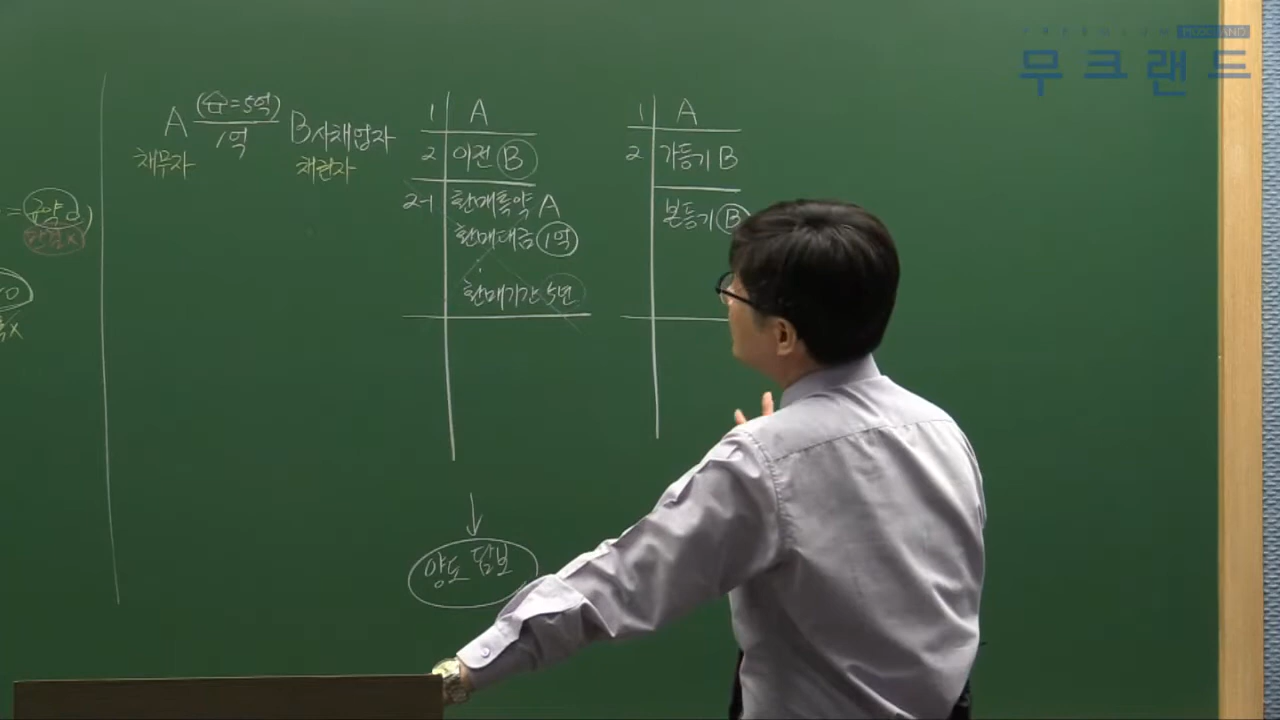 무크랜드
A (숍=5억) B사채업자
1억
채무자 채권자
1 A
2 이전 B
2-1 환매특약 A
환매대금 1억
환매기간 5년
양도담보
1 A
2 가등기 B
본등기 B